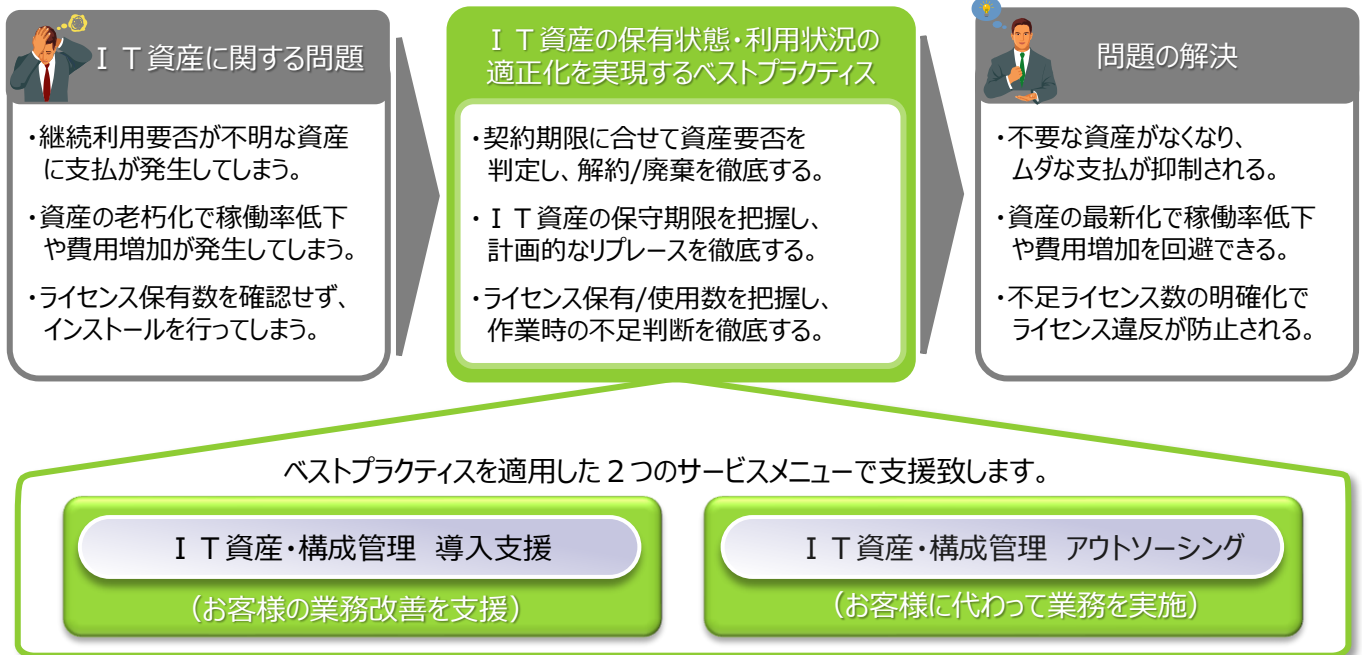 ＩＴ資産に関する問題
・継続利用要否が不明な資産
に支払が発生してしまう。
・資産の老朽化で稼働率低下
や費用増加が発生してしまう。
・ライセンス保有数を確認せず、
インストールを行ってしまう。
ＩＴ資産の保有状態・利用状況の
適正化を実現するベストプラクティス
・契約期限に合せて資産要否を
判定し、解約/廃棄を徹底する。
・ＩＴ資産の保守期限を把握し、
計画的なリプレースを徹底する。
・ライセンス保有/使用数を把握し、
作業時の不足判断を徹底する。
問題の解決
・不要な資産がなくなり、
ムダな支払が抑制される。
・資産の最新化で稼働率低下
や費用増加を回避できる。
・不足ライセンス数の明確化で
ライセンス違反が防止される。
ベストプラクティスを適用した２つのサービスメニューで支援致します。
ＩＴ資産・構成管理　導入支援
（お客様の業務改善を支援）
ＩＴ資産・構成管理　アウトソーシング
（お客様に代わって業務を実施）